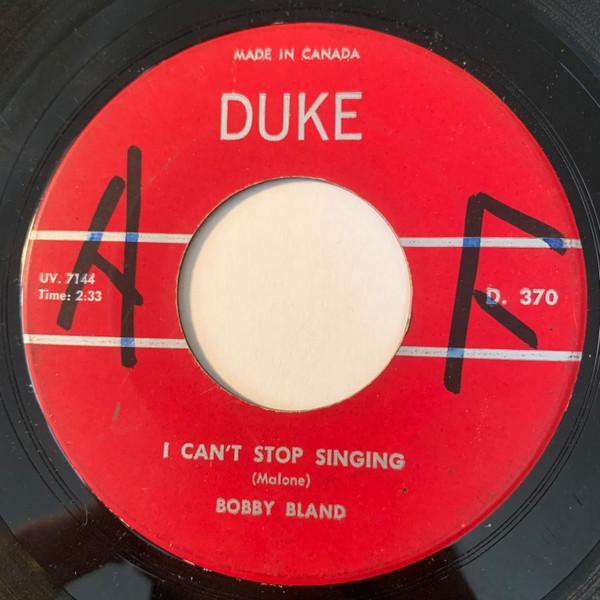 MADE IN CANADA
DUKE
A F
UV. 7144
Time: 2:33
D. 370
I CAN'T STOP SINGING
(Malone)
BOBBY BLAND